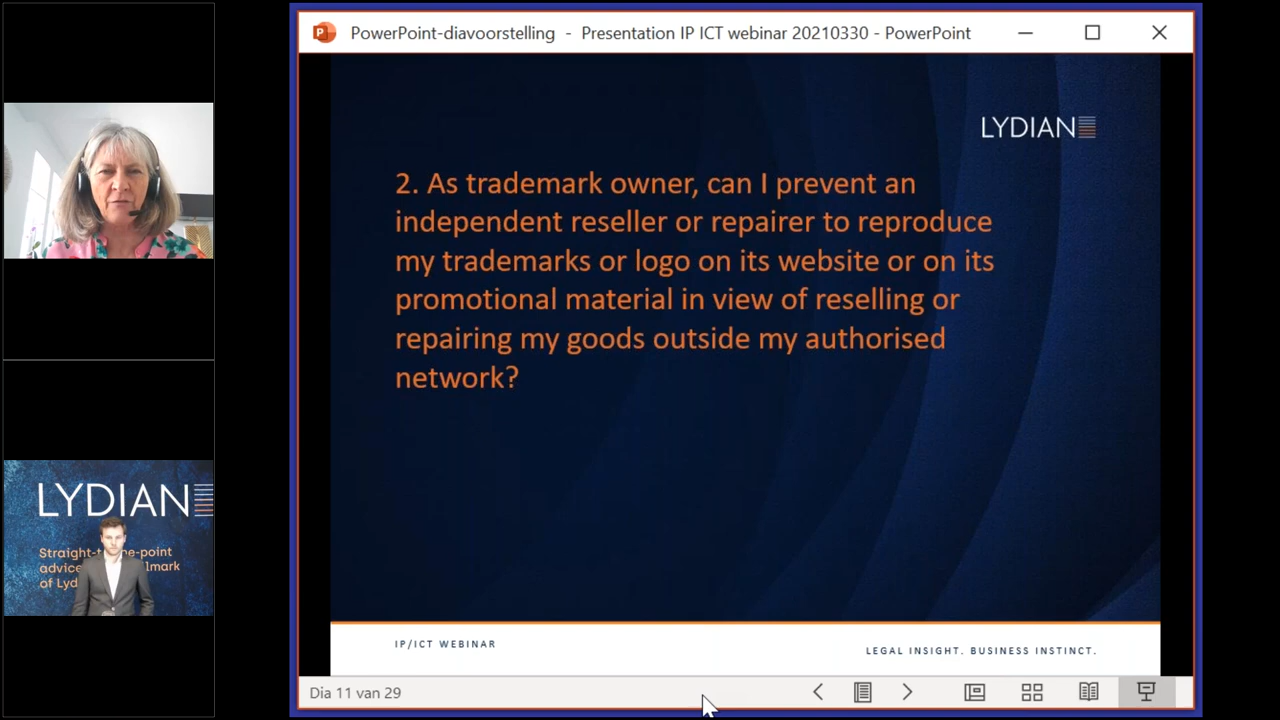 PowerPoint-diavoorstelling - Presentation IP ICT webinar 20210330 - PowerPoint
LYDIAN
2. As trademark owner, can I prevent an
independent reseller or repairer to reproduce
my trademarks or logo on its website or on its
promotional material in view of reselling or
repairing my goods outside my authorised
network?
IP/ICT WEBINAR
LEGAL INSIGHT. BUSINESS INSTINCT.
Dia 11 van 29
LYDIAN
Straight-t e-point
advice lmark
of Lyd